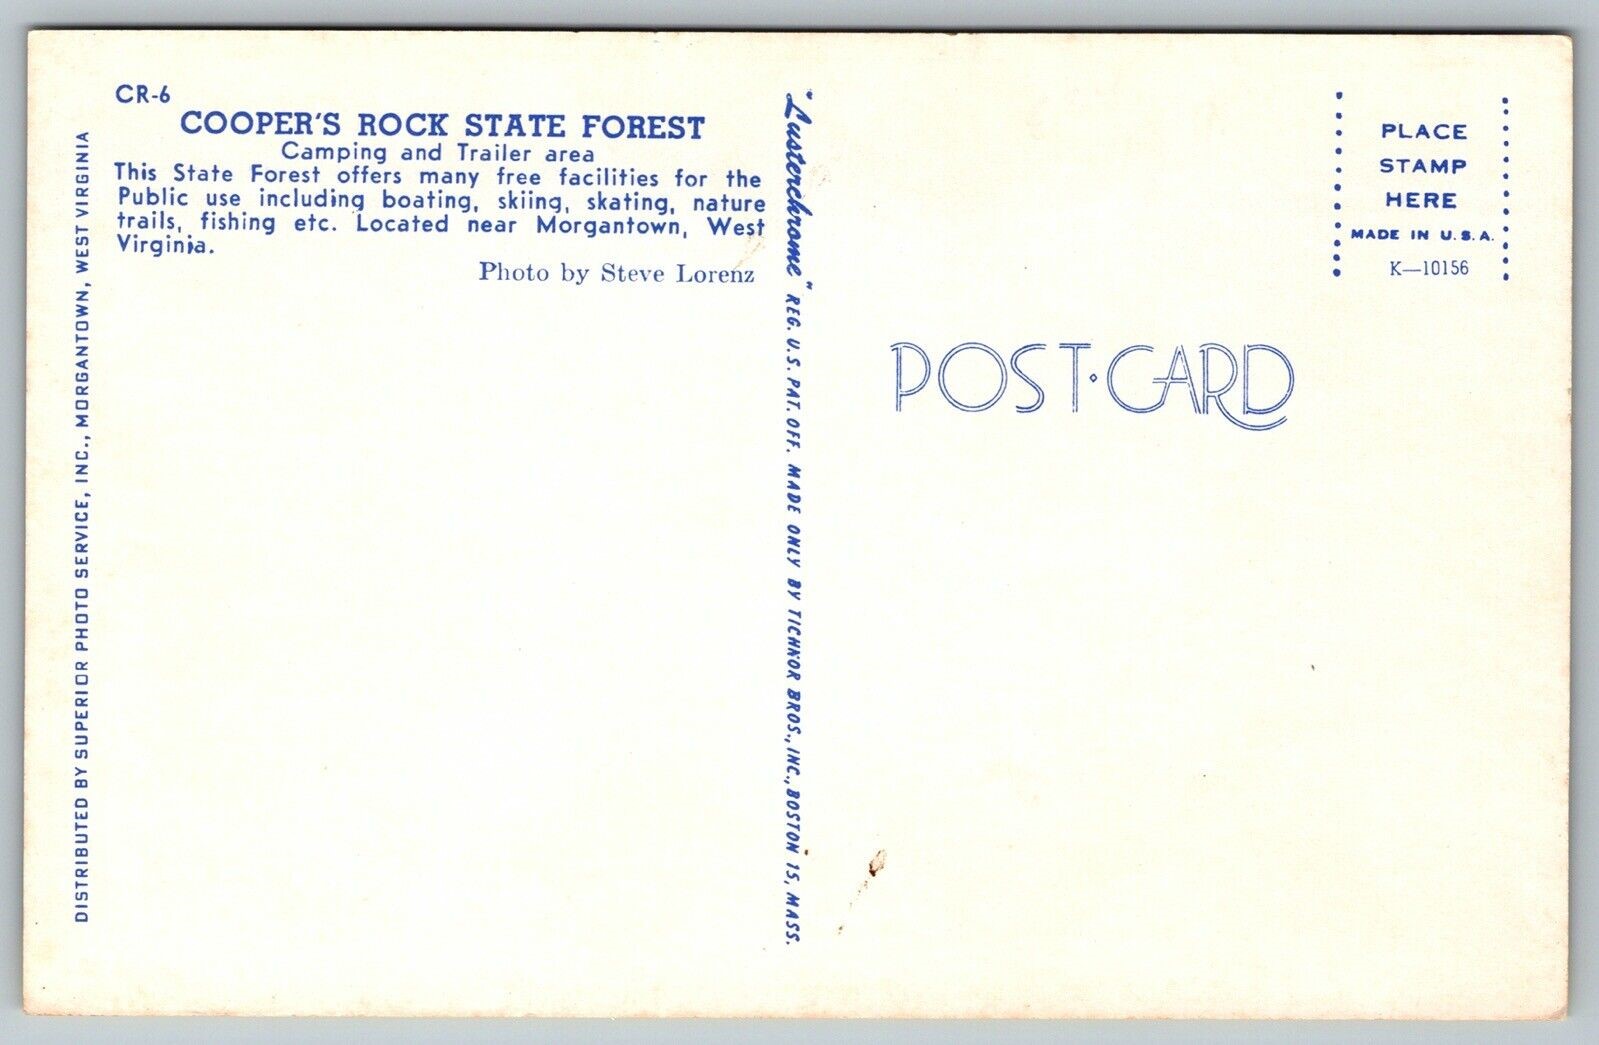 CR-6
COOPER'S ROCK STATE FOREST
Camping and Trailer area
This State Forest offers many free facilities for the
Public use including boating, skiing, skating, nature
trails, fishing etc. Located near Morgantown, West
Virginia.
Photo by Steve Lorenz
DISTRIBUTED BY SUPERIOR PHOTO SERVICE, INC., MORGANTOWN, WEST VIRGINIA
"Lusterchrome" REG. U.S. PAT. OFF. MADE ONLY BY TICHNOR BROS., INC., BOSTON 15, MASS.
PLACE
STAMP
HERE
MADE IN U.S.A.
K—10156
POST·CARD